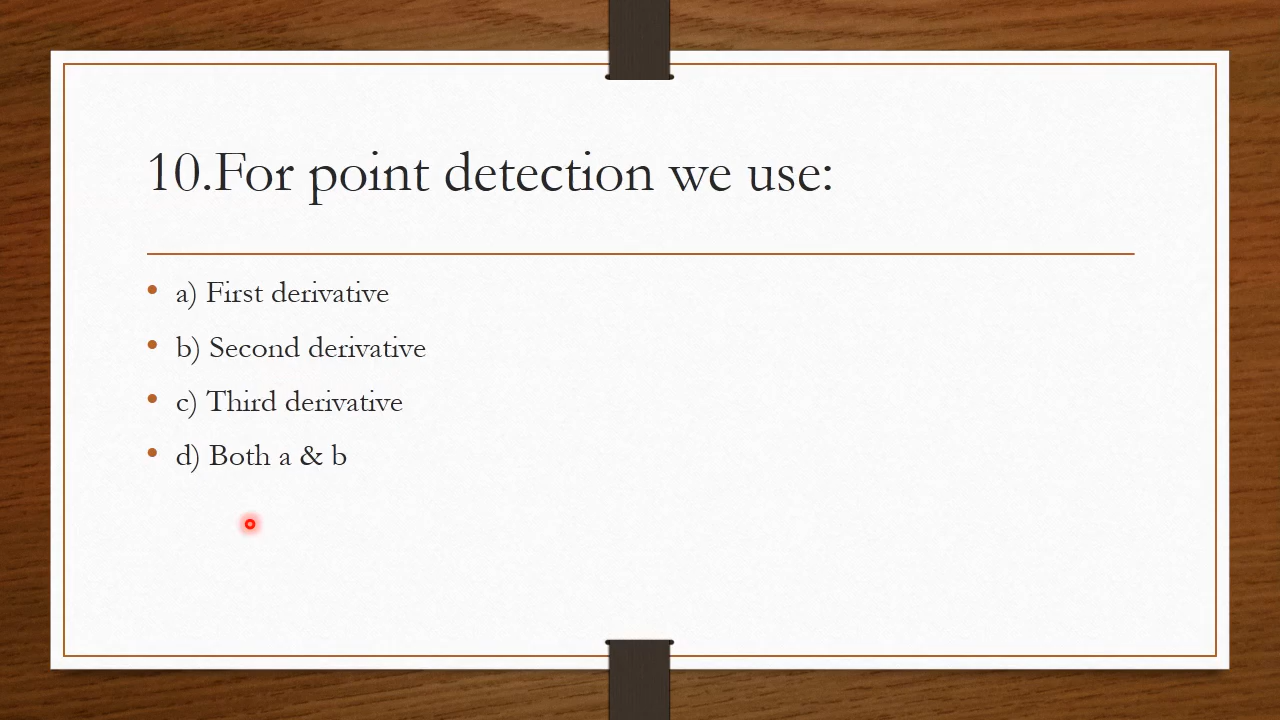 10.For point detection we use:
a) First derivative
b) Second derivative
c) Third derivative
d) Both a & b